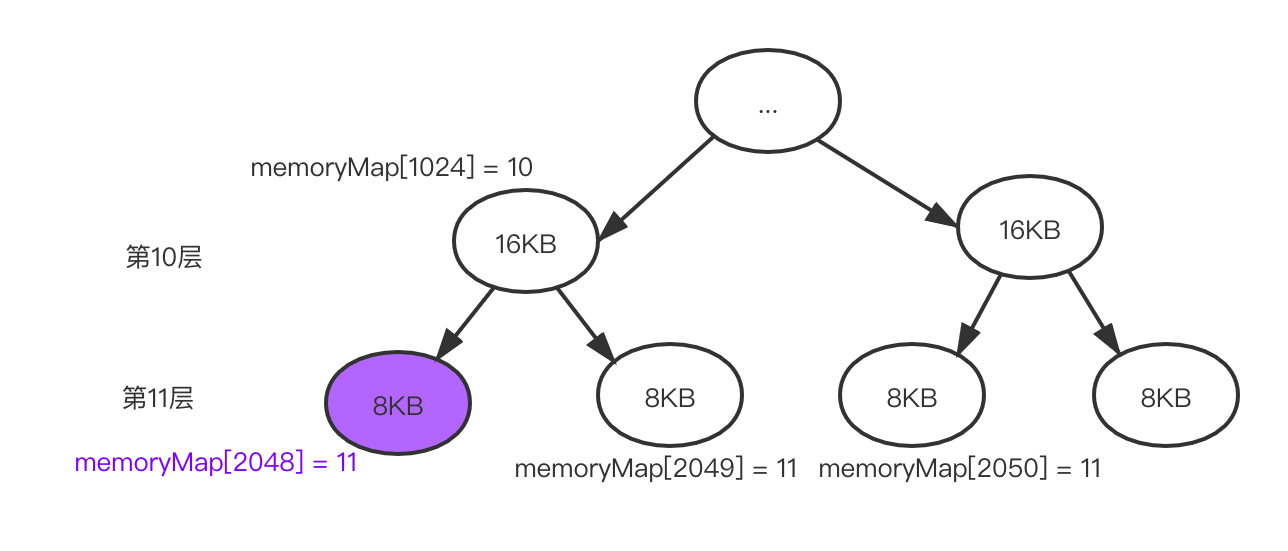 ...
memoryMap[1024] = 10
16KB
16KB
第10层
8KB
8KB
8KB
8KB
第11层
memoryMap[2048] = 11
memoryMap[2049] = 11
memoryMap[2050] = 11